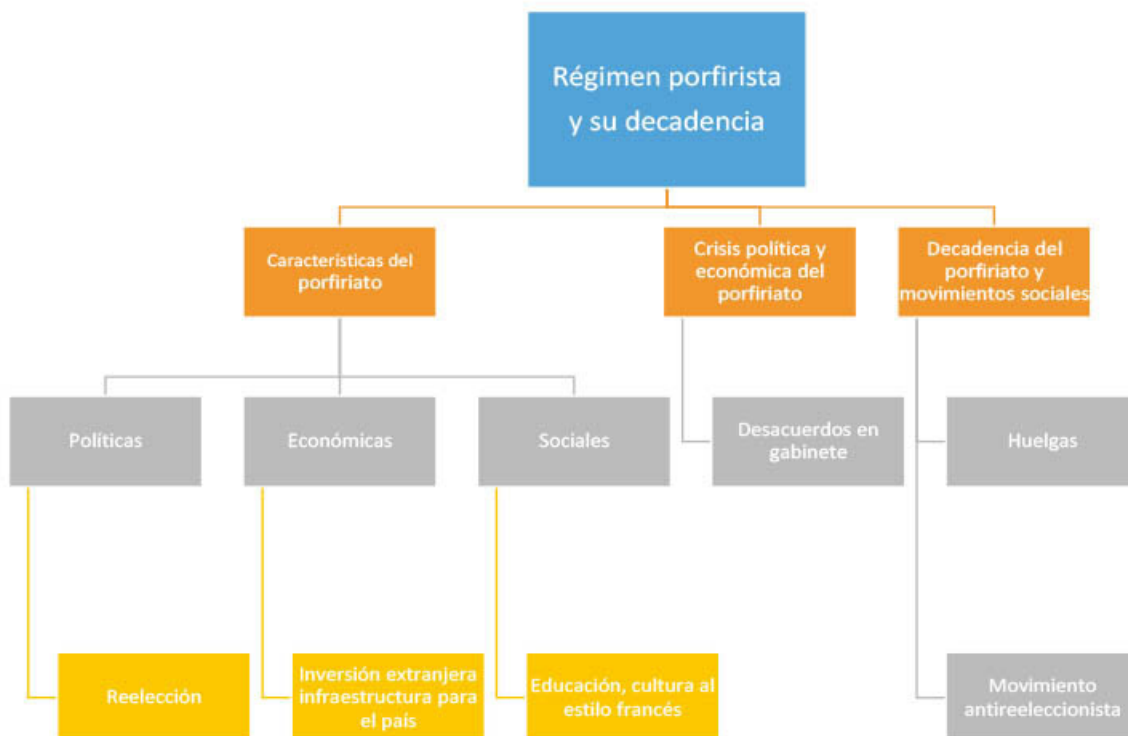 Régimen porfirista
y su decadencia
Características del
porfiriato
Crisis política y
económica del
porfiriato
Decadencia del
porfiriato y
movimientos sociales
Políticas
Económicas
Sociales
Desacuerdos en
gabinete
Huelgas
Reelección
Inversión extranjera
infraestructura para
el país
Educación, cultura al
estilo francés
Movimiento
antireeleccionista